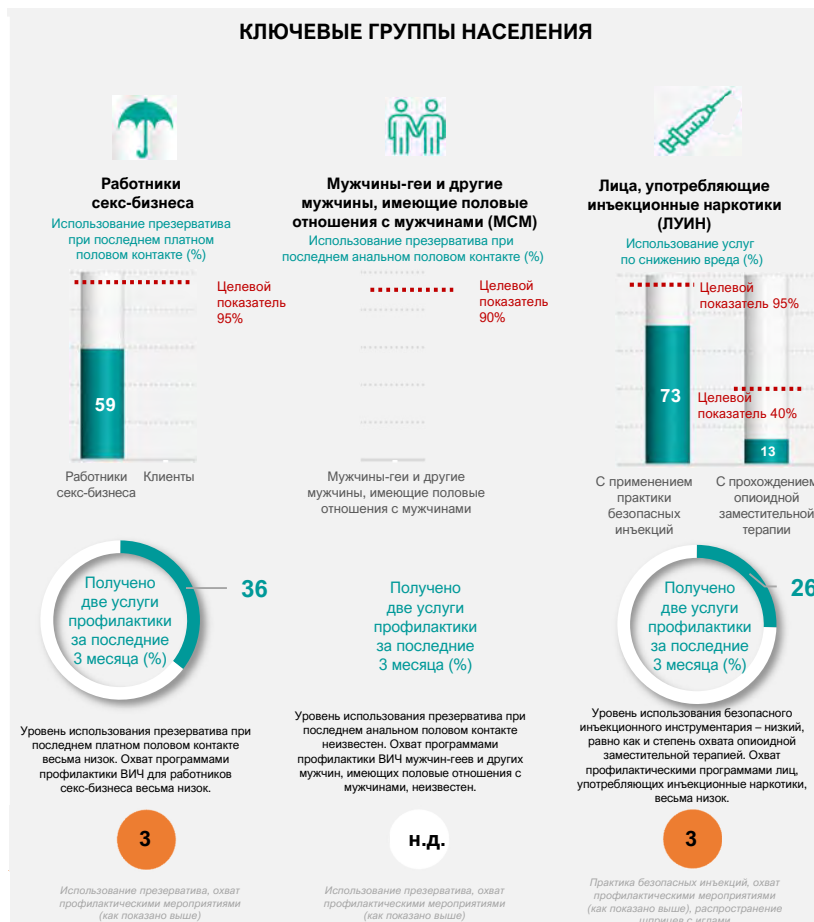 КЛЮЧЕВЫЕ ГРУППЫ НАСЕЛЕНИЯ
Работники
секс-бизнеса
Использование презерватива
при последнем платном
половом контакте (%)
Целевой
показатель
95%
59
Работники
секс-бизнеса
Клиенты
Получено
две услуги
профилактики
за последние
3 месяца (%)
36
Уровень использования презерватива при
последнем платном половом контакте
весьма низок. Охват программами
профилактики ВИЧ для работников
секс-бизнеса весьма низок.
3
Использование презерватива, охват
профилактическими мероприятиями
(как показано выше)
Мужчины-геи и другие
мужчины, имеющие половые
отношения с мужчинами (МСМ)
Использование презерватива при
последнем анальном половом контакте (%)
Целевой
показатель
90%
Мужчины-геи и другие
мужчины, имеющие половые
отношения с мужчинами
Получено
две услуги
профилактики
за последние
3 месяца (%)
Уровень использования презерватива при
последнем анальном половом контакте
неизвестен. Охват программами
профилактики ВИЧ мужчин-геев и других
мужчин, имеющих половые отношения с
мужчинами, неизвестен.
н.д.
Использование презерватива, охват
профилактическими мероприятиями
(как показано выше)
Лица, употребляющие
инъекционные наркотики
(ЛУИН)
Использование услуг
по снижению вреда (%)
Целевой
показатель 95%
73
Целевой
показатель 40%
13
С применением
практики
безопасных
инъекций
С прохождением
опиоидной
заместительной
терапии
Получено
две услуги
профилактики
за последние
3 месяца (%)
26
Уровень использования безопасного
инъекционного инструментария – низкий,
равно как и степень охвата опиоидной
заместительной терапией. Охват
профилактическими программами лиц,
употребляющих инъекционные наркотики,
весьма низок.
3
Практика безопасных инъекций, охват
профилактическими мероприятиями
(как показано выше), распространение
шприцев с иглами